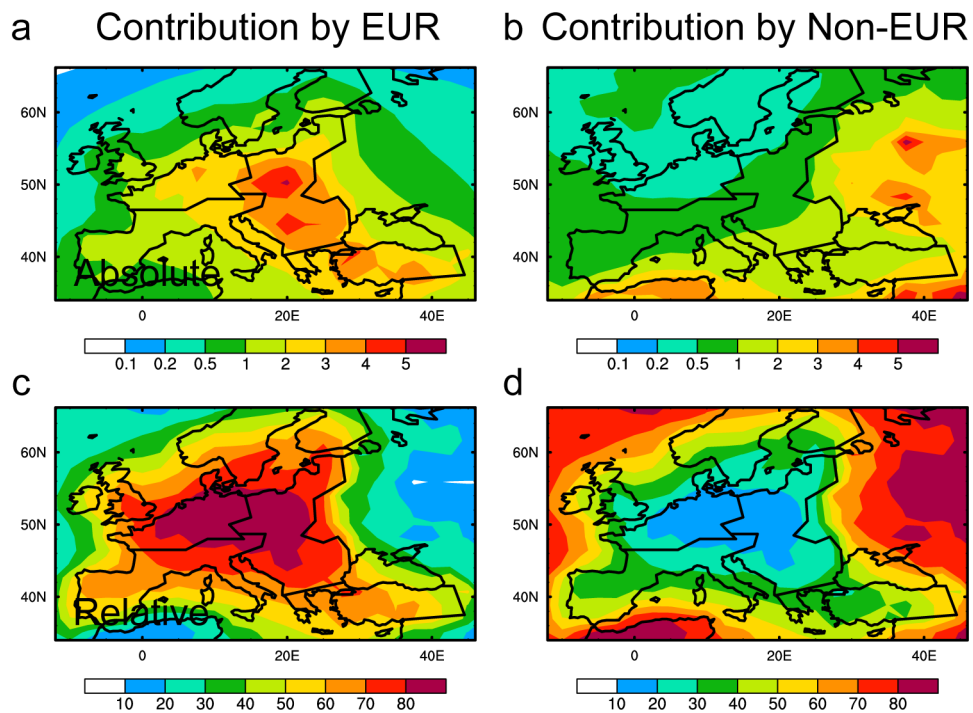 a Contribution by EUR
b Contribution by Non-EUR
60N
50N
40N
Absolute
0 20E 40E
0.1 0.2 0.5 1 2 3 4 5
60N
50N
40N
0 20E 40E
0.1 0.2 0.5 1 2 3 4 5
c
60N
50N
40N
Relative
0 20E 40E
10 20 30 40 50 60 70 80
d
60N
50N
40N
0 20E 40E
10 20 30 40 50 60 70 80